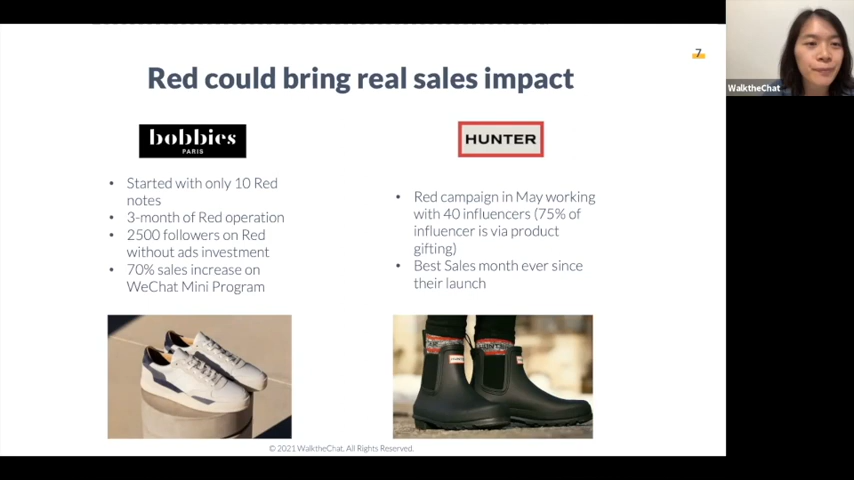 7
WalktheChat
Red could bring real sales impact
bobbies
PARIS
• Started with only 10 Red
notes
• 3-month of Red operation
• 2500 followers on Red
without ads investment
• 70% sales increase on
WeChat Mini Program
HUNTER
• Red campaign in May working
with 40 influencers (75% of
influencer is via product
gifting)
• Best Sales month ever since
their launch
© 2021 WalktheChat. All Rights Reserved.